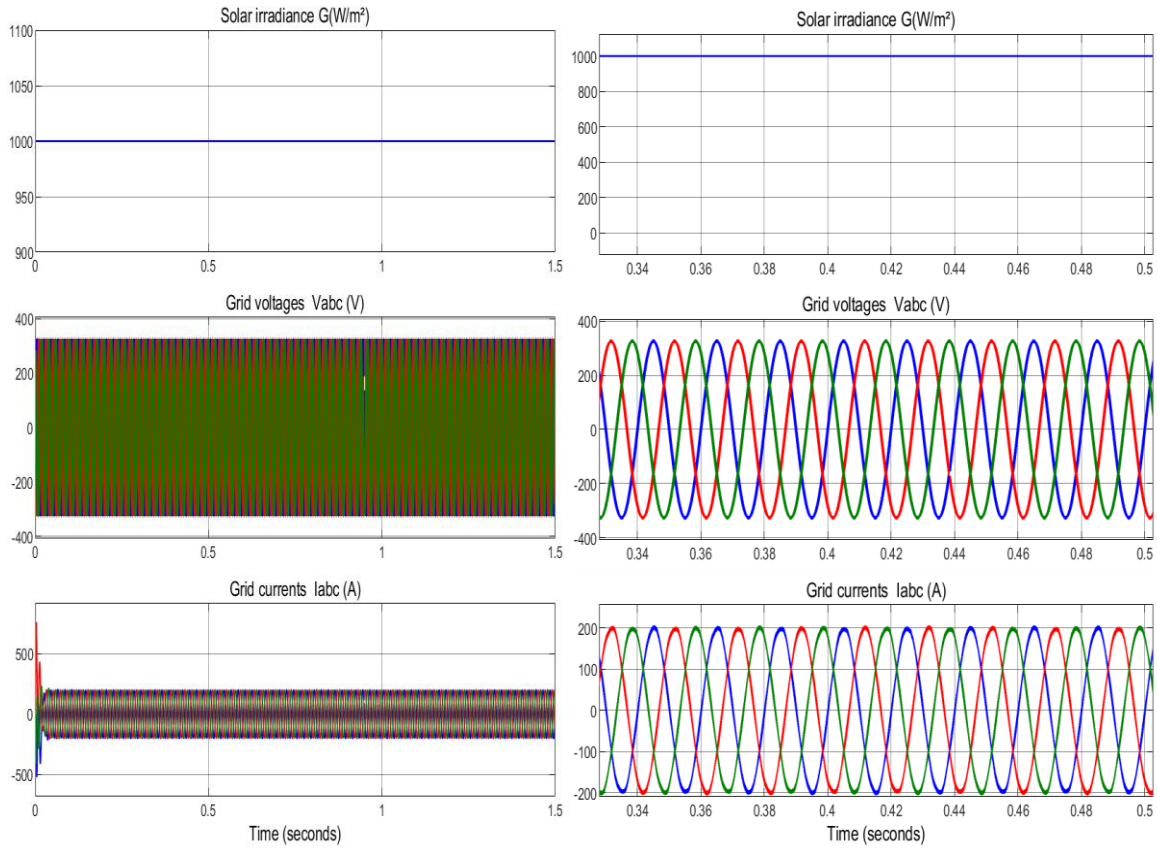 Solar irradiance G(W/m²)
1100
1050
1000
950
900
0 0.5 1 1.5
Grid voltages Vabc (V)
400
200
0
-200
-400
0 0.5 1 1.5
Grid currents Iabc (A)
500
0
-500
0 0.5 1 1.5
Time (seconds)
Solar irradiance G(W/m²)
1000
800
600
400
200
0
0.34 0.36 0.38 0.4 0.42 0.44 0.46 0.48 0.5
Grid voltages Vabc (V)
400
200
0
-200
-400
0.34 0.36 0.38 0.4 0.42 0.44 0.46 0.48 0.5
Grid currents Iabc (A)
200
100
0
-100
-200
0.34 0.36 0.38 0.4 0.42 0.44 0.46 0.48 0.5
Time (seconds)